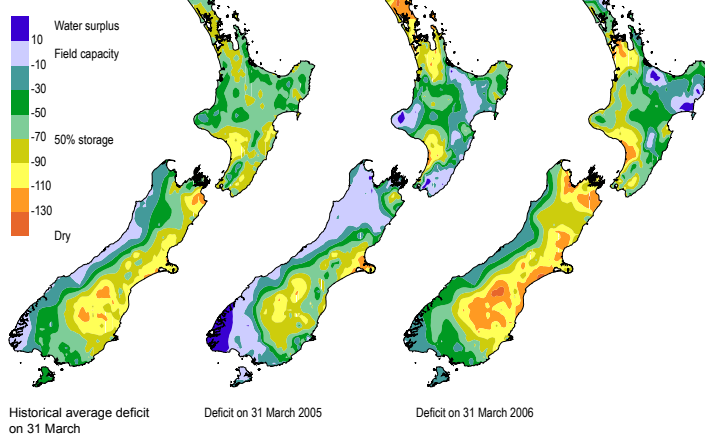 Water surplus
10
Field capacity
-10
-30
-50
-70
50% storage
-90
-110
-130
Dry
Historical average deficit
on 31 March
Deficit on 31 March 2005
Deficit on 31 March 2006